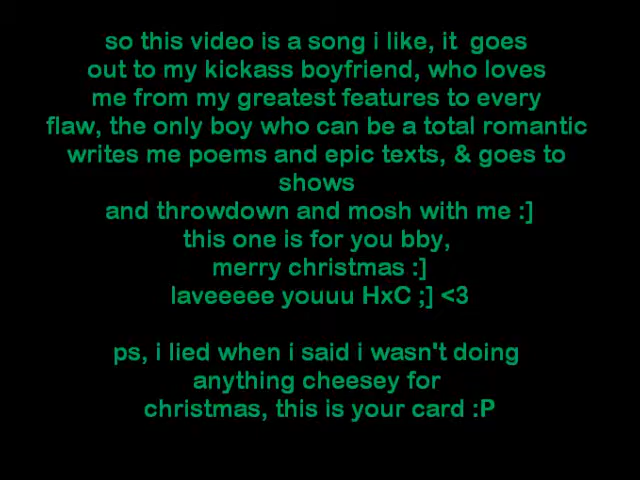 so this video is a song i like, it  goes
out to my kickass boyfriend, who loves
me from my greatest features to every
flaw, the only boy who can be a total romantic
writes me poems and epic texts, & goes to
shows
and throwdown and mosh with me :]
this one is for you bby,
merry christmas :]
laveeeee youuu HxC ;] <3
ps, i lied when i said i wasn't doing
anything cheesey for
christmas, this is your card :P